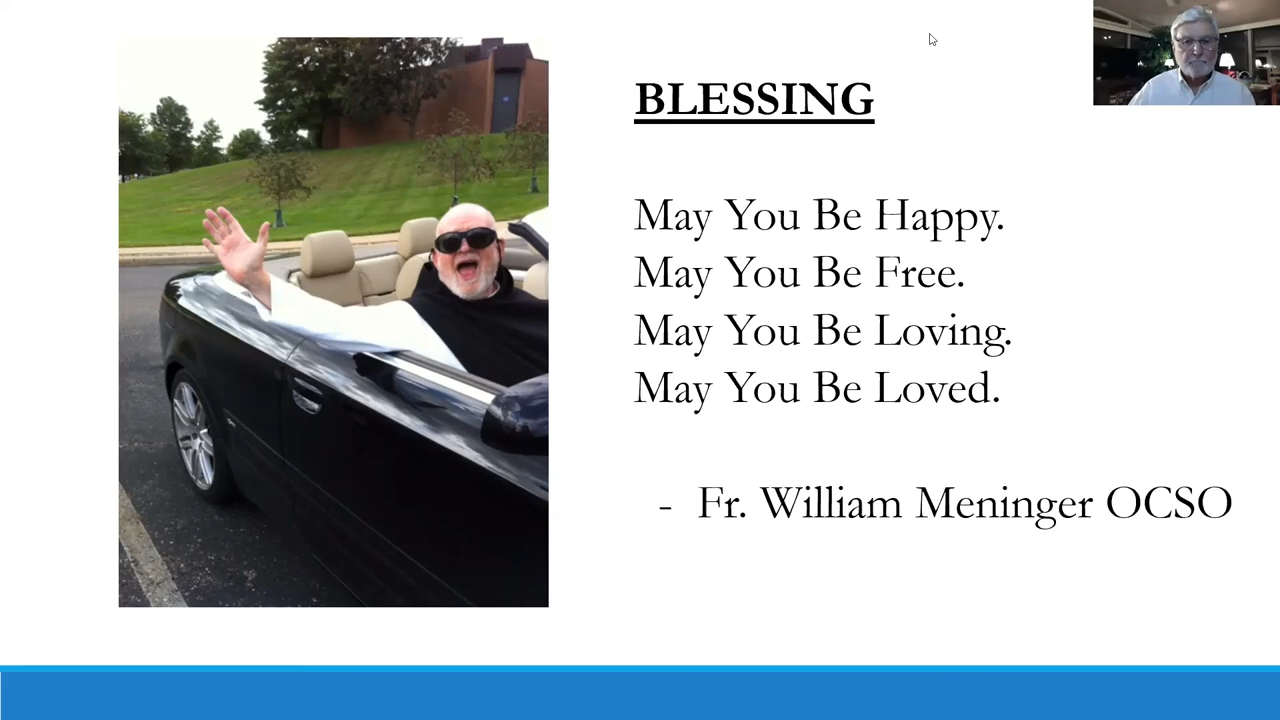 BLESSING
May You Be Happy.
May You Be Free.
May You Be Loving.
May You Be Loved.
- Fr. William Meninger OCSO